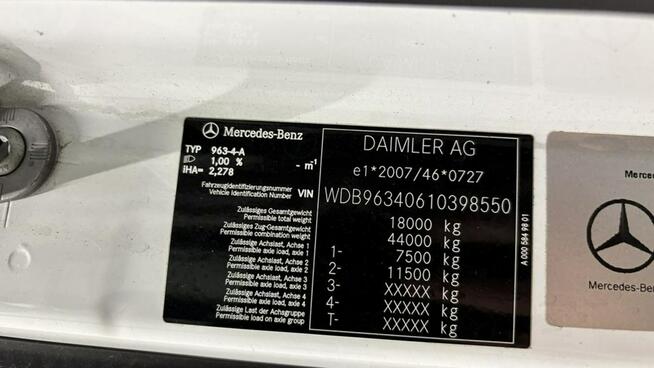 Mercedes-Benz
TYP 963-4-A
1,00 % - m⁻¹
iHA= 2,278
Fahrzeugidentifizierungsnummer
Vehicle Identification Number VIN
Zulässiges Gesamtgewicht
Permissible total weight
Zulässiges Zug-Gesamtgewicht
Permissible combination weight
Zulässige Achslast, Achse 1
Permissible axle load, axle 1
Zulässige Achslast, Achse 2
Permissible axle load, axle 2
Zulässige Achslast, Achse 3
Permissible axle load, axle 3
Zulässige Achslast, Achse 4
Permissible axle load, axle 4
Zulässige Last der Achsgruppe
Permissible load on axle group
DAIMLER AG
e1*2007/46*0727
WDB96340610398550
18000 kg
44000 kg
1- 7500 kg
2- 11500 kg
3- XXXXX kg
4- XXXXX kg
T- XXXXX kg
A 000 584 98 01
Merce
Mercedes-Benz